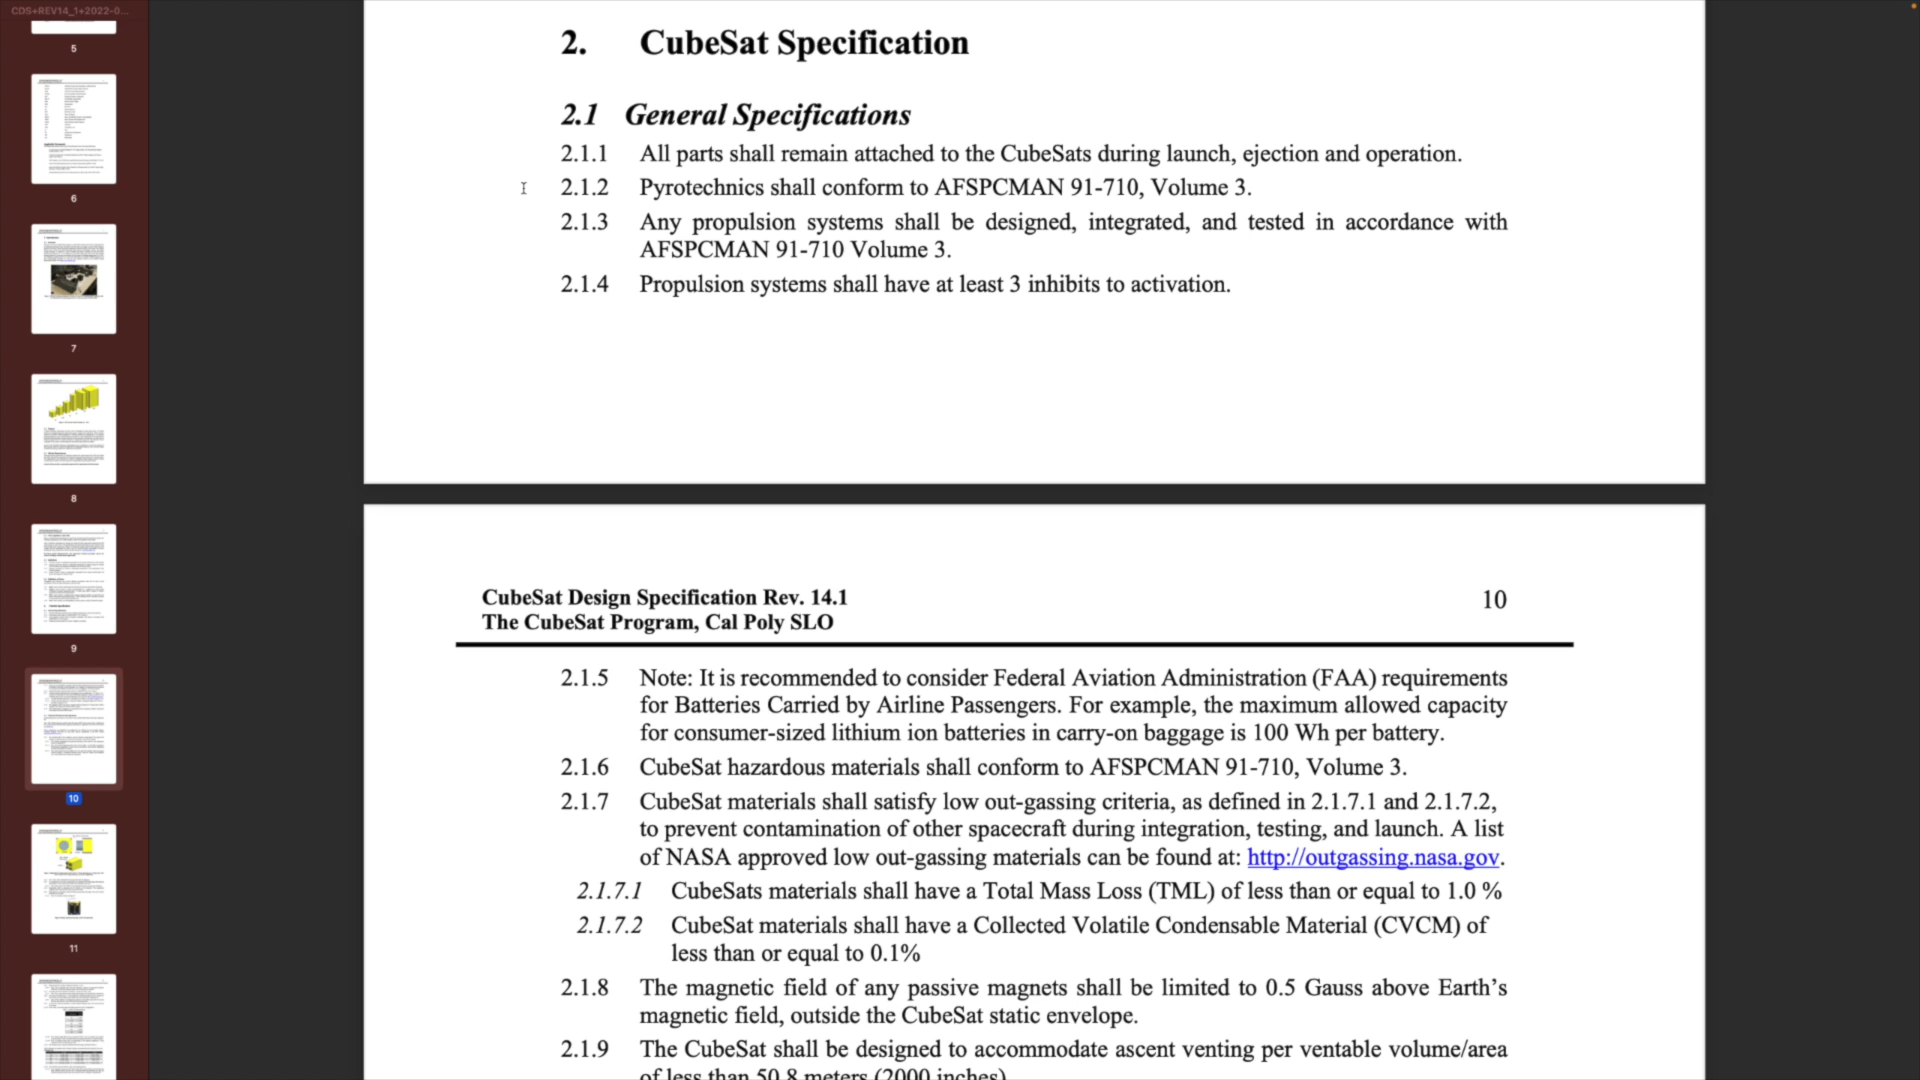 CDS+REV14_1+2022-0...
5
6
7
8
9
10
11
2. CubeSat Specification
2.1 General Specifications
2.1.1 All parts shall remain attached to the CubeSats during launch, ejection and operation.
2.1.2 Pyrotechnics shall conform to AFSPCMAN 91-710, Volume 3.
2.1.3 Any propulsion systems shall be designed, integrated, and tested in accordance with
AFSPCMAN 91-710 Volume 3.
2.1.4 Propulsion systems shall have at least 3 inhibits to activation.
CubeSat Design Specification Rev. 14.1 10
The CubeSat Program, Cal Poly SLO
2.1.5 Note: It is recommended to consider Federal Aviation Administration (FAA) requirements
for Batteries Carried by Airline Passengers. For example, the maximum allowed capacity
for consumer-sized lithium ion batteries in carry-on baggage is 100 Wh per battery.
2.1.6 CubeSat hazardous materials shall conform to AFSPCMAN 91-710, Volume 3.
2.1.7 CubeSat materials shall satisfy low out-gassing criteria, as defined in 2.1.7.1 and 2.1.7.2,
to prevent contamination of other spacecraft during integration, testing, and launch. A list
of NASA approved low out-gassing materials can be found at: http://outgassing.nasa.gov.
2.1.7.1 CubeSats materials shall have a Total Mass Loss (TML) of less than or equal to 1.0 %
2.1.7.2 CubeSat materials shall have a Collected Volatile Condensable Material (CVCM) of
less than or equal to 0.1%
2.1.8 The magnetic field of any passive magnets shall be limited to 0.5 Gauss above Earth’s
magnetic field, outside the CubeSat static envelope.
2.1.9 The CubeSat shall be designed to accommodate ascent venting per ventable volume/area
of less than 50.8 meters (2000 inches)